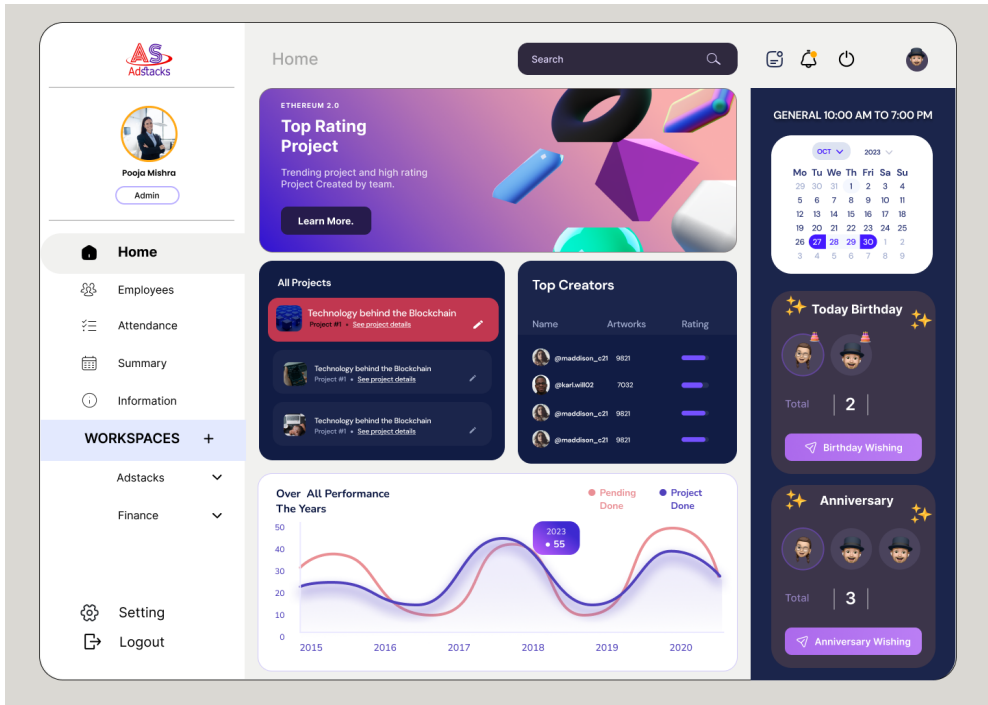 AS
Adstacks
Pooja Mishra
Admin
Home
Employees
Attendance
Summary
Information
WORKSPACES +
Adstacks
Finance
Setting
Logout
Home
Search
ETHEREUM 2.0
Top Rating
Project
Trending project and high rating
Project Created by team.
Learn More.
All Projects
Technology behind the Blockchain
Project #1 • See project details
Technology behind the Blockchain
Project #1 • See project details
Technology behind the Blockchain
Project #1 • See project details
Top Creators
Name Artworks Rating
@maddison_c21 9821
@karl.will02 7032
@maddison_c21 9821
@maddison_c21 9821
Over All Performance
The Years
Pending
Done
Project
Done
50
40
30
20
10
0
2023
• 55
2015 2016 2017 2018 2019 2020
GENERAL 10:00 AM TO 7:00 PM
OCT 2023
Mo Tu We Th Fri Sa Su
29 30 31 1 2 3 4
5 6 7 8 9 10 11
12 13 14 15 16 17 18
19 20 21 22 23 24 25
26 27 28 29 30 1 2
3 4 5 6 7 8 9
Today Birthday
Total 2
Birthday Wishing
Anniversary
Total 3
Anniversary Wishing